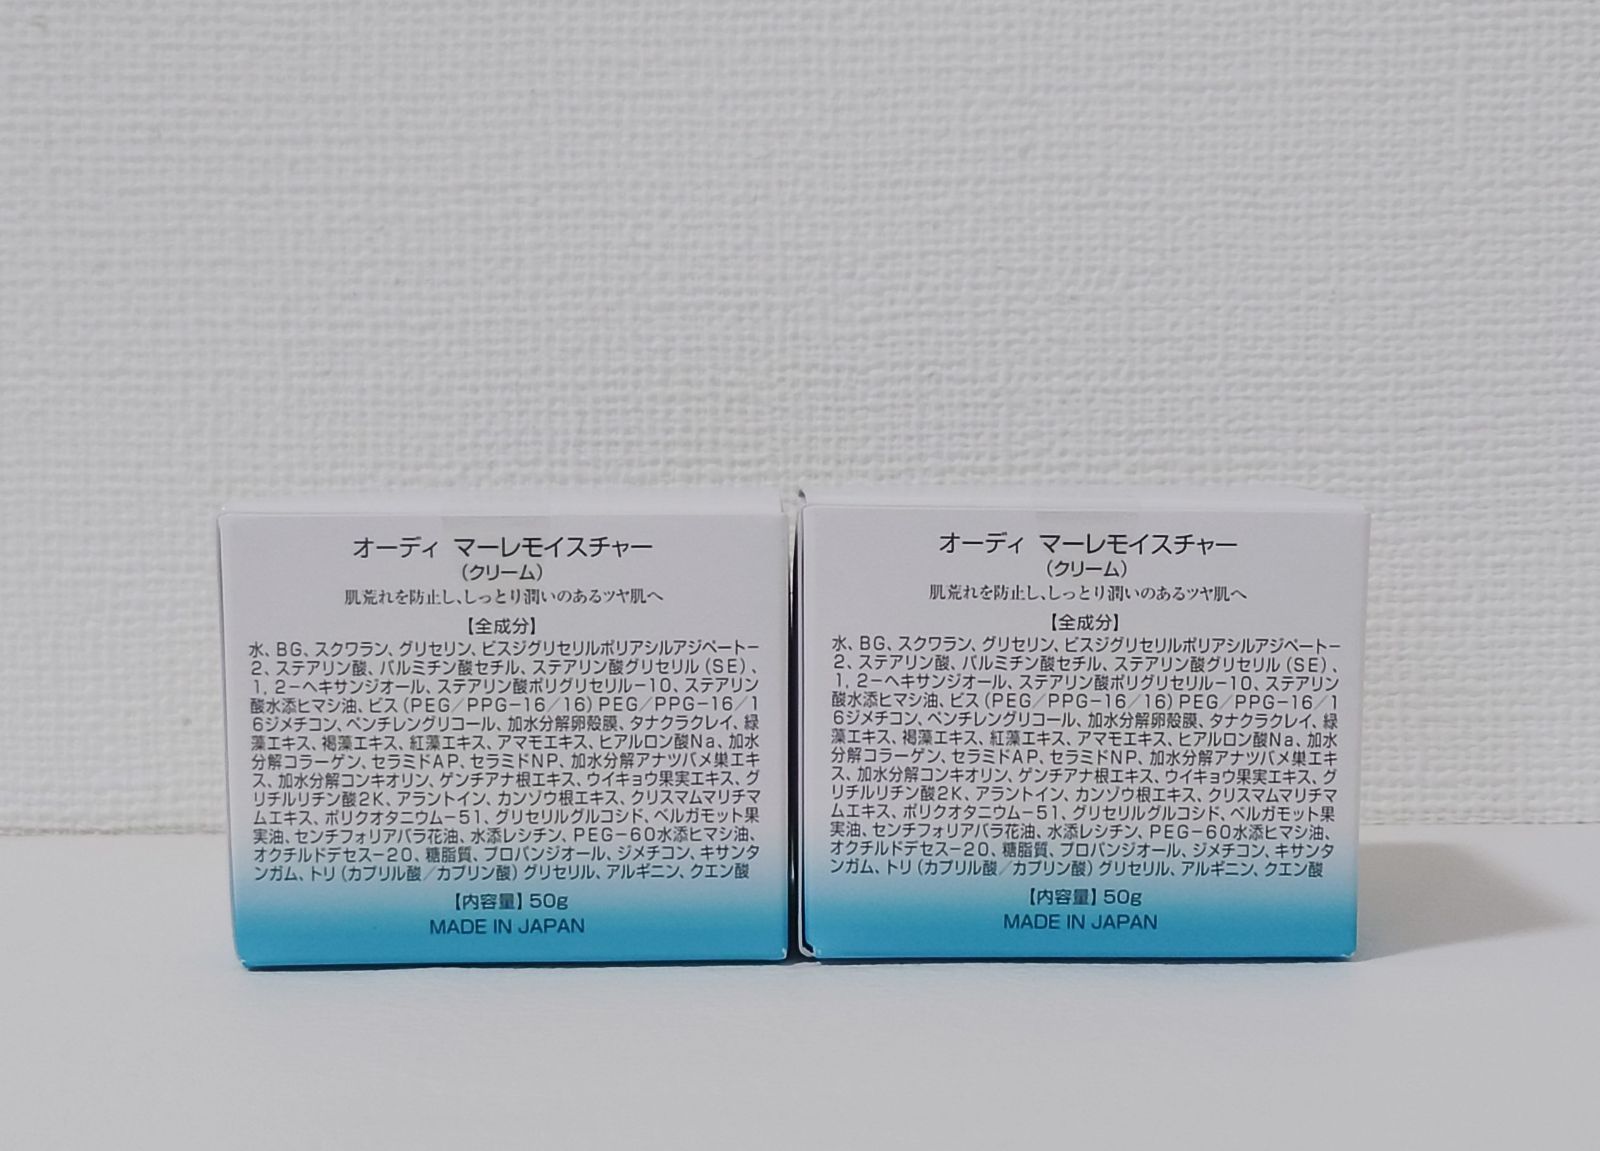 オーディ マーレモイスチャー
（クリーム）
肌荒れを防止し、しっとり潤いのあるツヤ肌へ
【全成分】
水、BG、スクワラン、グリセリン、ビスジグリセリルポリアシルアジペート−
2、ステアリン酸、パルミチン酸セチル、ステアリン酸グリセリル（SE）、
1，2−ヘキサンジオール、ステアリン酸ポリグリセリル−10、ステアリン
酸水添ヒマシ油、ビス（PEG／PPG−16／16）PEG／PPG−16／1
6ジメチコン、ペンチレングリコール、加水分解卵殻膜、タナクラクレイ、緑
藻エキス、褐藻エキス、紅藻エキス、アマモエキス、ヒアルロン酸Na、加水
分解コラーゲン、セラミドAP、セラミドNP、加水分解アナツバメ巣エキ
ス、加水分解コンキオリン、ゲンチアナ根エキス、ウイキョウ果実エキス、グ
リチルリチン酸2K、アラントイン、カンゾウ根エキス、クリスマムマリチマ
ムエキス、ポリクオタニウム−51、グリセリルグルコシド、ベルガモット果
実油、センチフォリアバラ花油、水添レシチン、PEG−60水添ヒマシ油、
オクチルドデセス−20、糖脂質、プロパンジオール、ジメチコン、キサンタ
ンガム、トリ（カプリル酸／カプリン酸）グリセリル、アルギニン、クエン酸
【内容量】50g
MADE IN JAPAN
オーディ マーレモイスチャー
（クリーム）
肌荒れを防止し、しっとり潤いのあるツヤ肌へ
【全成分】
水、BG、スクワラン、グリセリン、ビスジグリセリルポリアシルアジペート−
2、ステアリン酸、パルミチン酸セチル、ステアリン酸グリセリル（SE）、
1，2−ヘキサンジオール、ステアリン酸ポリグリセリル−10、ステアリン
酸水添ヒマシ油、ビス（PEG／PPG−16／16）PEG／PPG−16／1
6ジメチコン、ペンチレングリコール、加水分解卵殻膜、タナクラクレイ、緑
藻エキス、褐藻エキス、紅藻エキス、アマモエキス、ヒアルロン酸Na、加水
分解コラーゲン、セラミドAP、セラミドNP、加水分解アナツバメ巣エキ
ス、加水分解コンキオリン、ゲンチアナ根エキス、ウイキョウ果実エキス、グ
リチルリチン酸2K、アラントイン、カンゾウ根エキス、クリスマムマリチマ
ムエキス、ポリクオタニウム−51、グリセリルグルコシド、ベルガモット果
実油、センチフォリアバラ花油、水添レシチン、PEG−60水添ヒマシ油、
オクチルドデセス−20、糖脂質、プロパンジオール、ジメチコン、キサンタ
ンガム、トリ（カプリル酸／カプリン酸）グリセリル、アルギニン、クエン酸
【内容量】50g
MADE IN JAPAN